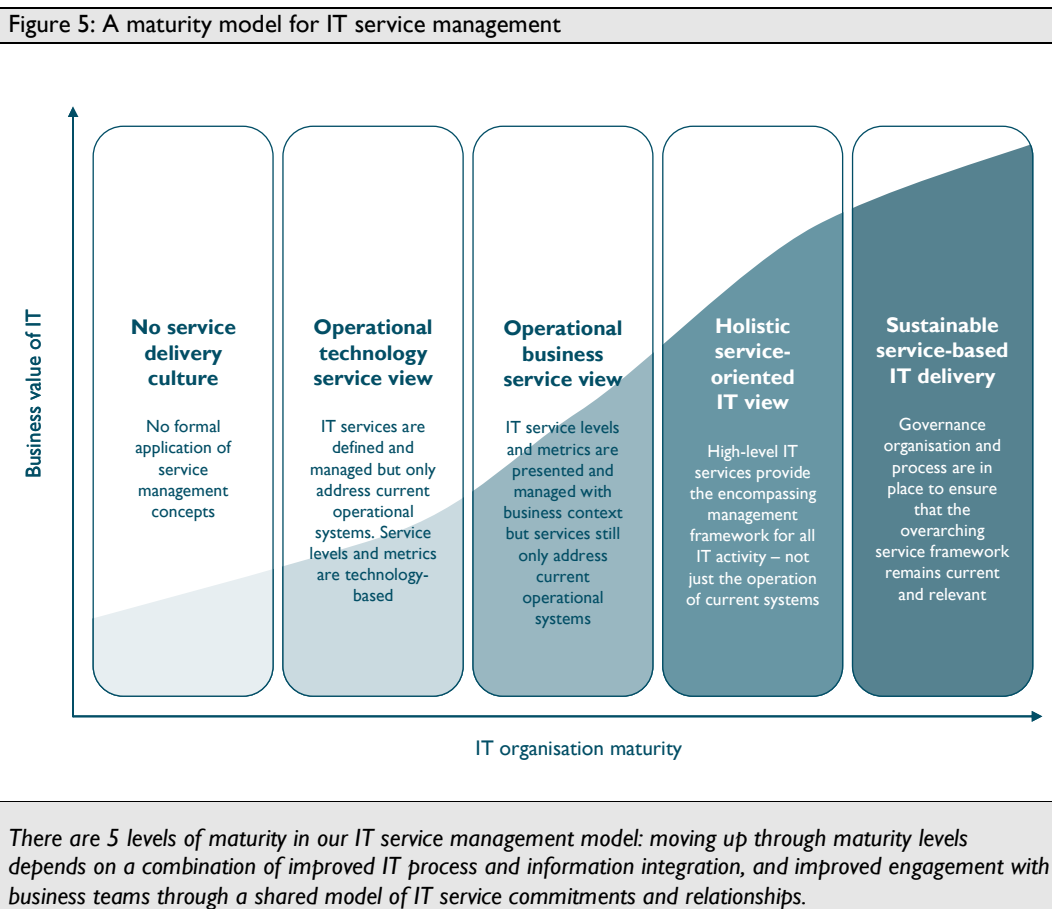 Figure 5: A maturity model for IT service management
Business value of IT
No service
delivery
culture
No formal
application of
service
management
concepts
Operational
technology
service view
IT services are
defined and
managed but only
address current
operational
systems. Service
levels and metrics
are technology-
based
Operational
business
service view
IT service levels
and metrics are
presented and
managed with
business context
but services still
only address
current
operational
systems
Holistic
service-
oriented
IT view
High-level IT
services provide
the encompassing
management
framework for all
IT activity – not
just the operation
of current systems
Sustainable
service-based
IT delivery
Governance
organisation and
process are in
place to ensure
that the
overarching
service framework
remains current
and relevant
IT organisation maturity
There are 5 levels of maturity in our IT service management model: moving up through maturity levels
depends on a combination of improved IT process and information integration, and improved engagement with
business teams through a shared model of IT service commitments and relationships.